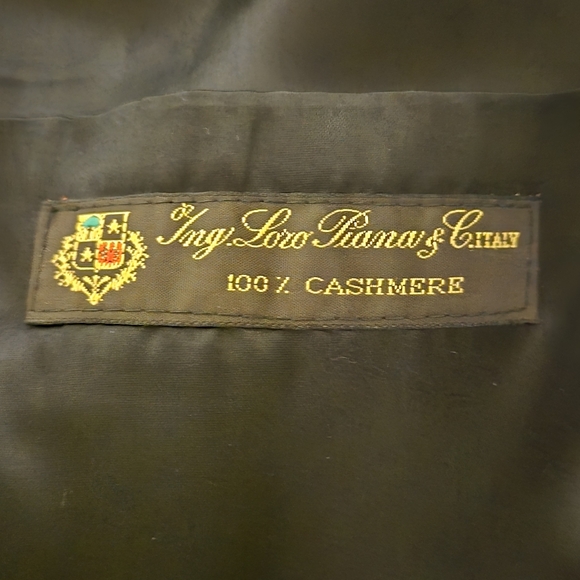 Ing. Loro Piana & C. ITALY
100 % CASHMERE